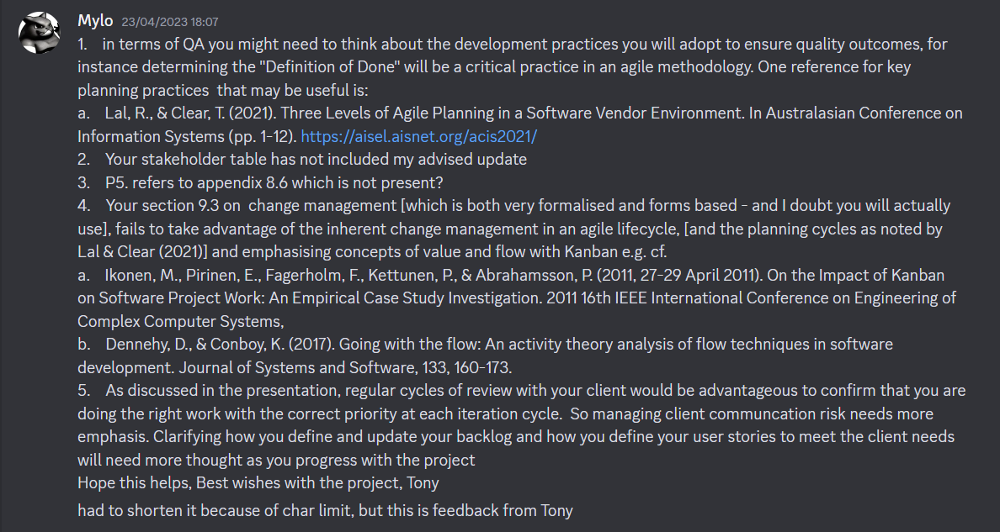 Mylo 23/04/2023 18:07
1. in terms of QA you might need to think about the development practices you will adopt to ensure quality outcomes, for
instance determining the "Definition of Done" will be a critical practice in an agile methodology. One reference for key
planning practices that may be useful is:
a. Lal, R., & Clear, T. (2021). Three Levels of Agile Planning in a Software Vendor Environment. In Australasian Conference on
Information Systems (pp. 1-12). https://aisel.aisnet.org/acis2021/
2. Your stakeholder table has not included my advised update
3. P5. refers to appendix 8.6 which is not present?
4. Your section 9.3 on change management [which is both very formalised and forms based - and I doubt you will actually
use], fails to take advantage of the inherent change management in an agile lifecycle, [and the planning cycles as noted by
Lal & Clear (2021)] and emphasising concepts of value and flow with Kanban e.g. cf.
a. Ikonen, M., Pirinen, E., Fagerholm, F., Kettunen, P., & Abrahamsson, P. (2011, 27-29 April 2011). On the Impact of Kanban
on Software Project Work: An Empirical Case Study Investigation. 2011 16th IEEE International Conference on Engineering of
Complex Computer Systems,
b. Dennehy, D., & Conboy, K. (2017). Going with the flow: An activity theory analysis of flow techniques in software
development. Journal of Systems and Software, 133, 160-173.
5. As discussed in the presentation, regular cycles of review with your client would be advantageous to confirm that you are
doing the right work with the correct priority at each iteration cycle. So managing client communcation risk needs more
emphasis. Clarifying how you define and update your backlog and how you define your user stories to meet the client needs
will need more thought as you progress with the project
Hope this helps, Best wishes with the project, Tony
had to shorten it because of char limit, but this is feedback from Tony